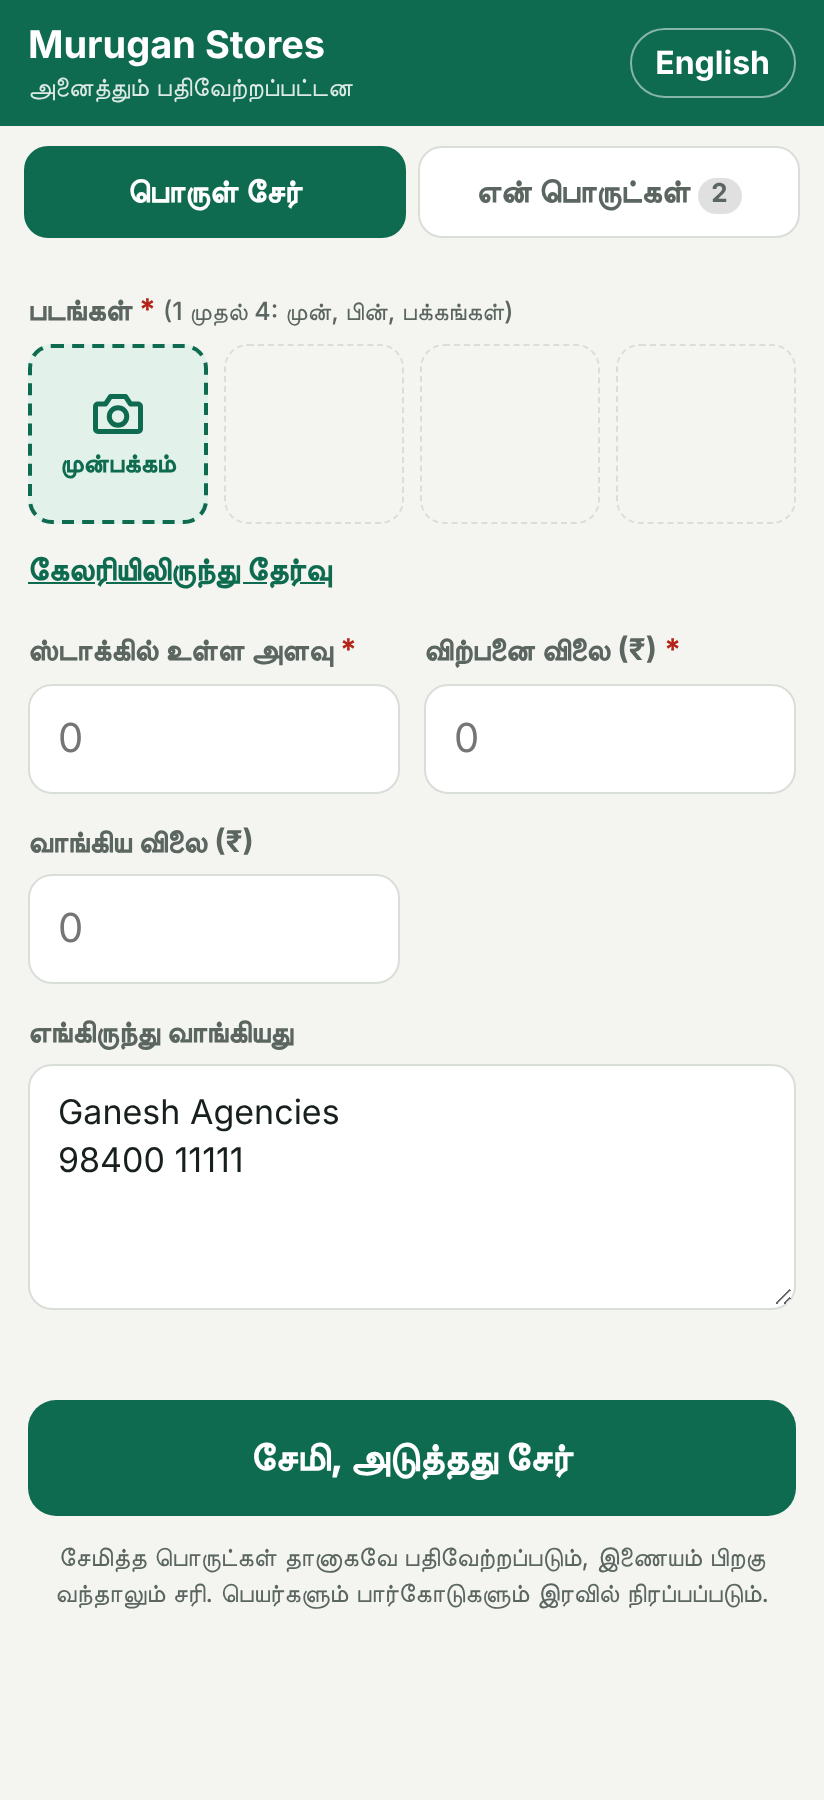 Murugan Stores
அனைத்தும் பதிவேற்றப்பட்டன
English
பொருள் சேர்
என் பொருட்கள் 2
படங்கள் * (1 முதல் 4: முன், பின், பக்கங்கள்)
முன்பக்கம்
கேலரியிலிருந்து தேர்வு
ஸ்டாக்கில் உள்ள அளவு *
விற்பனை விலை (₹) *
0
0
வாங்கிய விலை (₹)
0
எங்கிருந்து வாங்கியது
Ganesh Agencies
98400 11111
சேமி, அடுத்தது சேர்
சேமித்த பொருட்கள் தானாகவே பதிவேற்றப்படும், இணையம் பிறகு
வந்தாலும் சரி. பெயர்களும் பார்கோடுகளும் இரவில் நிரப்பப்படும்.